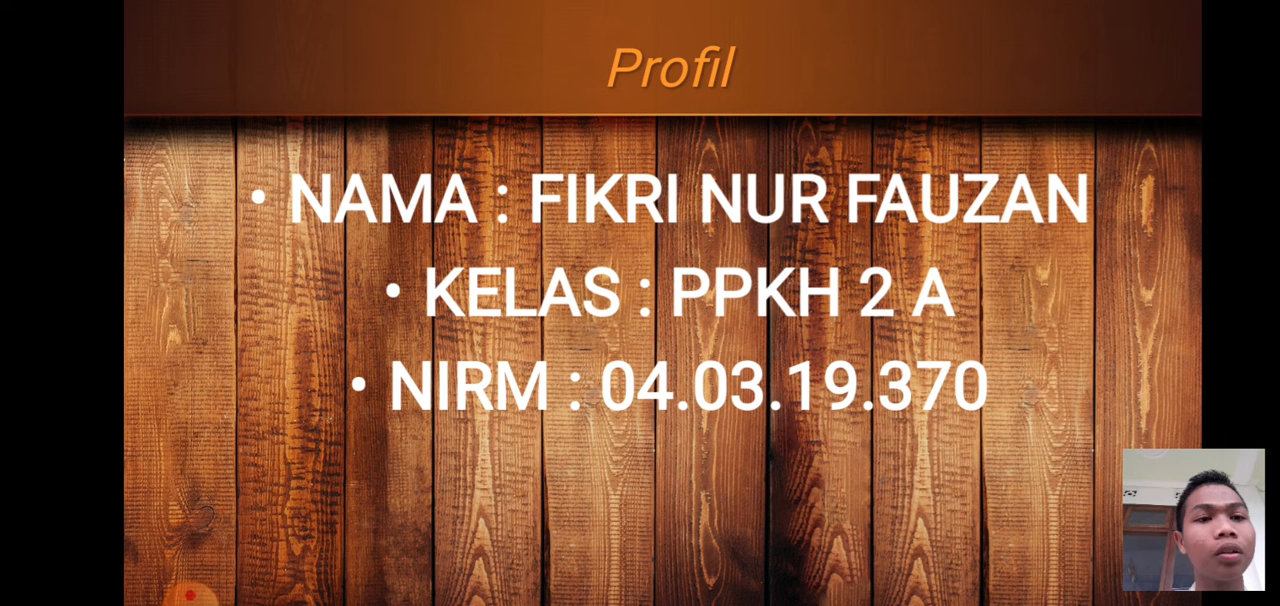 Profil
• NAMA : FIKRI NUR FAUZAN
• KELAS : PPKH 2 A
• NIRM : 04.03.19.370